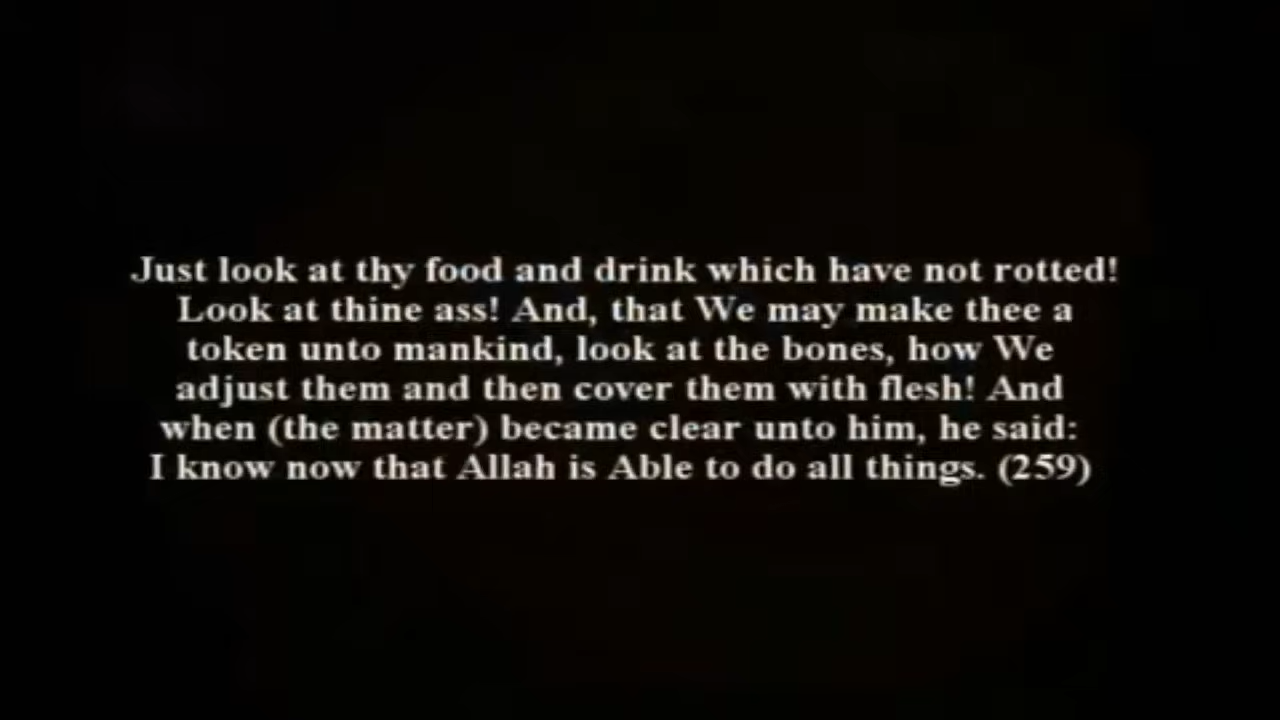 Just look at thy food and drink which have not rotted!
Look at thine ass! And, that We may make thee a
token unto mankind, look at the bones, how We
adjust them and then cover them with flesh! And
when (the matter) became clear unto him, he said:
I know now that Allah is Able to do all things. (259)